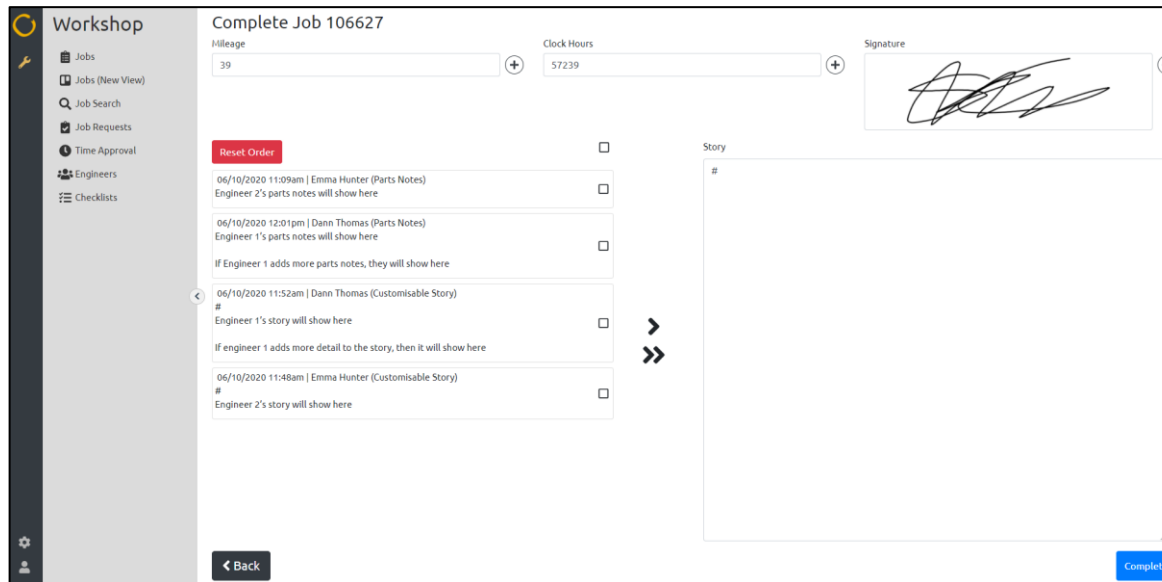 Workshop
Jobs
Jobs (New View)
Job Search
Job Requests
Time Approval
Engineers
Checklists
Complete Job 106627
Mileage
Clock Hours
Signature
39
57239
Reset Order
Story
06/10/2020 11:09am | Emma Hunter (Parts Notes)
Engineer 2's parts notes will show here
06/10/2020 12:01pm | Dann Thomas (Parts Notes)
Engineer 1's parts notes will show here
If Engineer 1 adds more parts notes, they will show here
06/10/2020 11:52am | Dann Thomas (Customisable Story)
#
Engineer 1's story will show here
If engineer 1 adds more detail to the story, then it will show here
06/10/2020 11:48am | Emma Hunter (Customisable Story)
#
Engineer 2's story will show here
#
Back
Complet